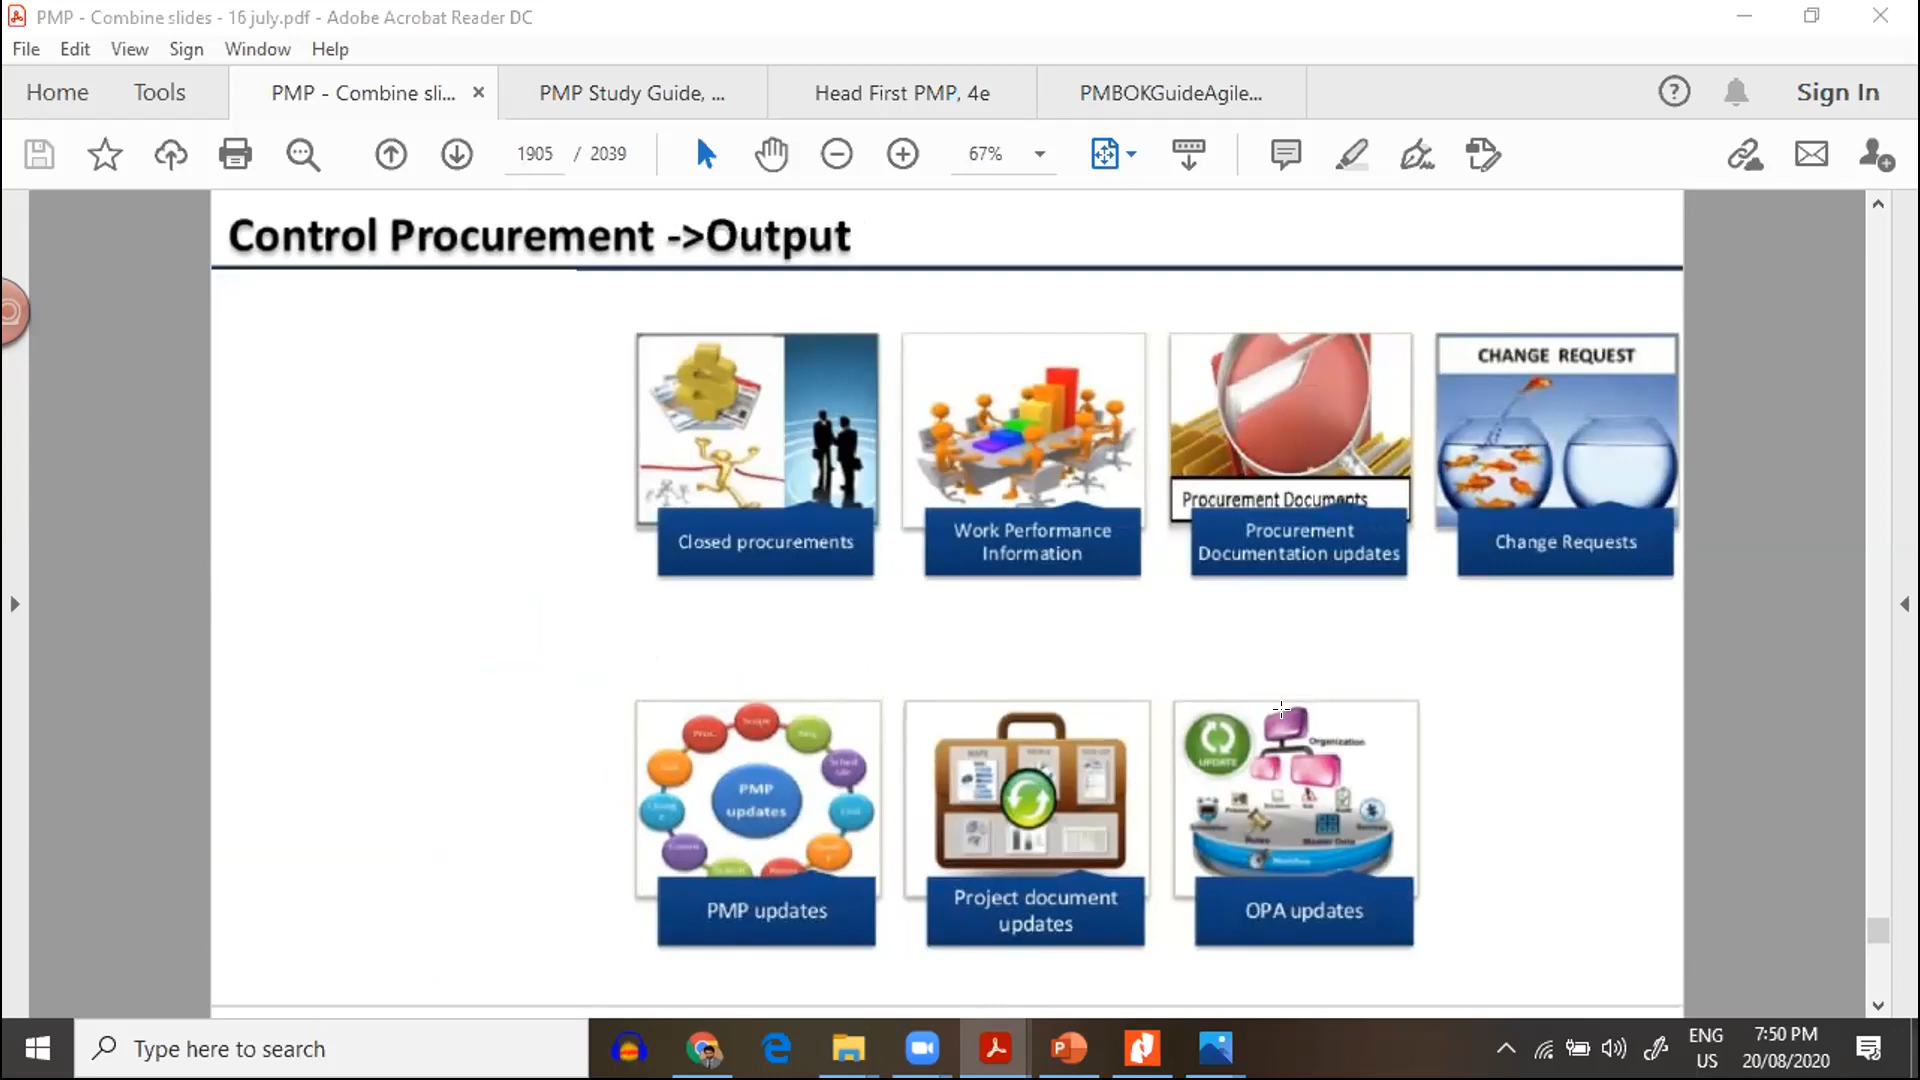 PMP - Combine slides - 16 july.pdf - Adobe Acrobat Reader DC
File Edit View Sign Window Help
Home Tools PMP - Combine sli... PMP Study Guide, ... Head First PMP, 4e PMBOKGuideAgile... Sign In
1905 / 2039 67%
Control Procurement ->Output
CHANGE REQUEST
Procurement Documents
Closed procurements
Work Performance
Information
Procurement
Documentation updates
Change Requests
Scope
PMP
updates
UPDATE
Organization
PMP updates
Project document
updates
OPA updates
Type here to search
ENG
US
7:50 PM
20/08/2020